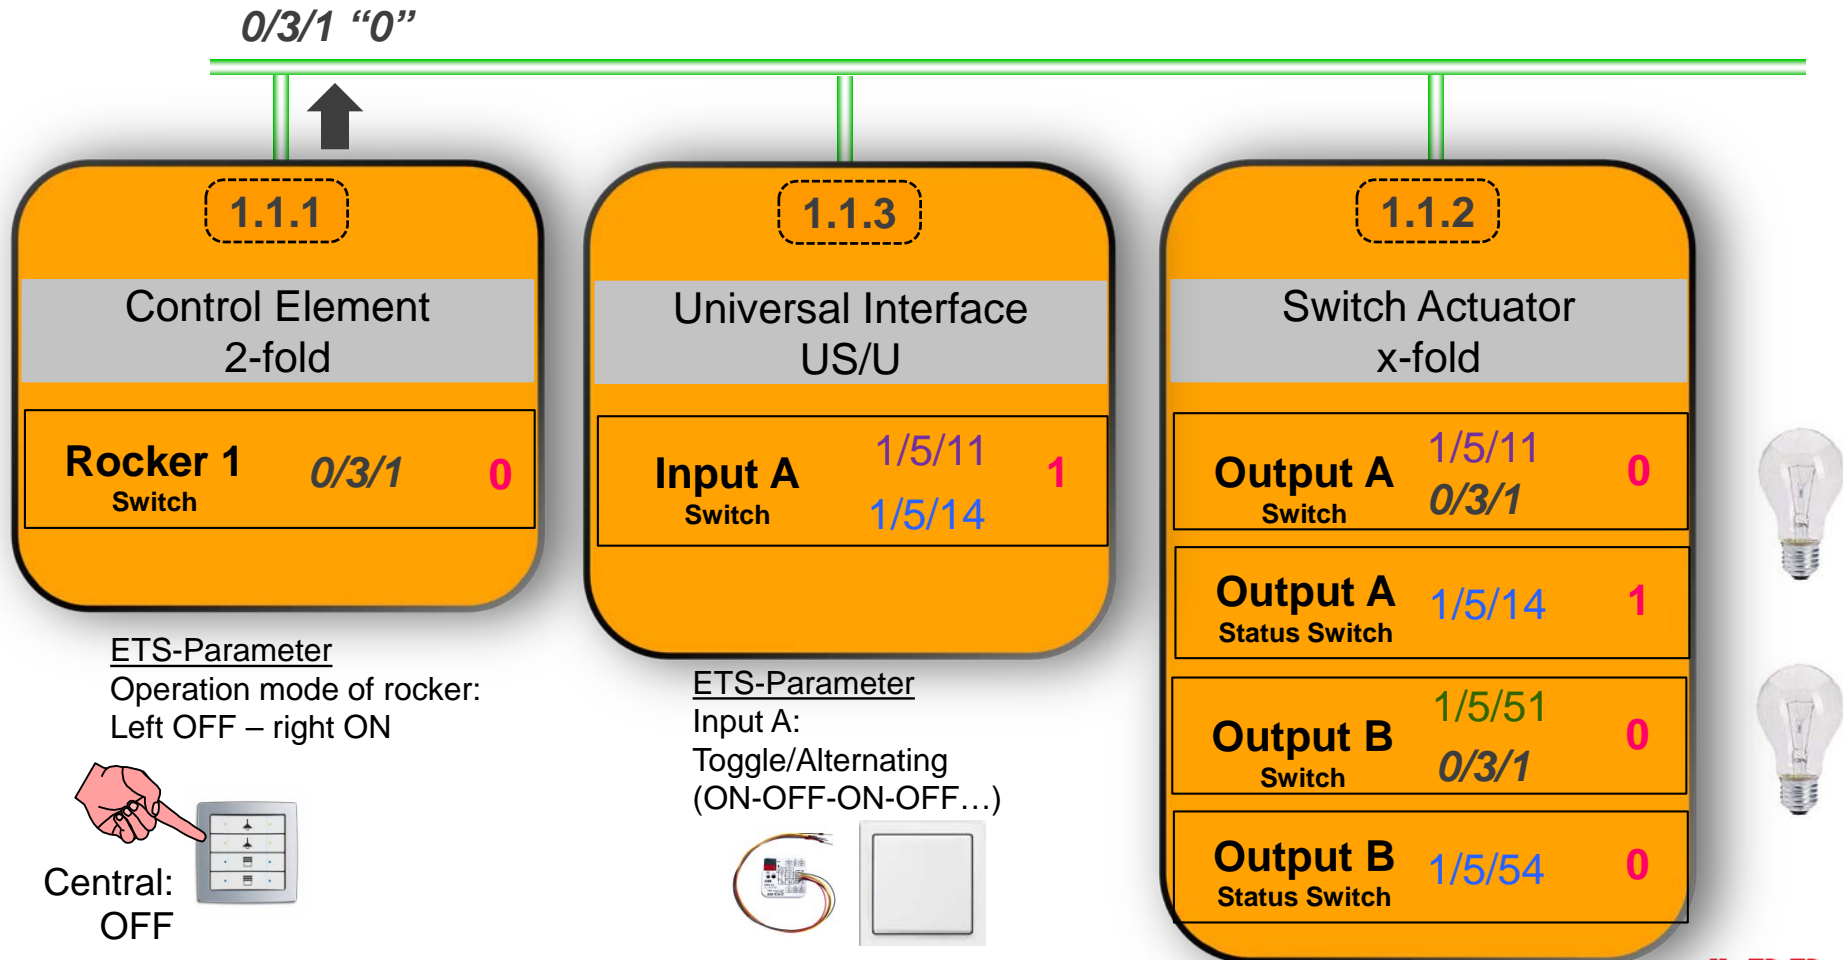 0/3/1 “0”
1.1.1
Control Element
2-fold
Rocker 1
Switch
0/3/1
0
ETS-Parameter
Operation mode of rocker:
Left OFF – right ON
Central:
OFF
1.1.3
Universal Interface
US/U
Input A
Switch
1/5/11
1/5/14
1
ETS-Parameter
Input A:
Toggle/Alternating
(ON-OFF-ON-OFF…)
1.1.2
Switch Actuator
x-fold
Output A
Switch
1/5/11
0/3/1
0
Output A
Status Switch
1/5/14
1
Output B
Switch
1/5/51
0/3/1
0
Output B
Status Switch
1/5/54
0